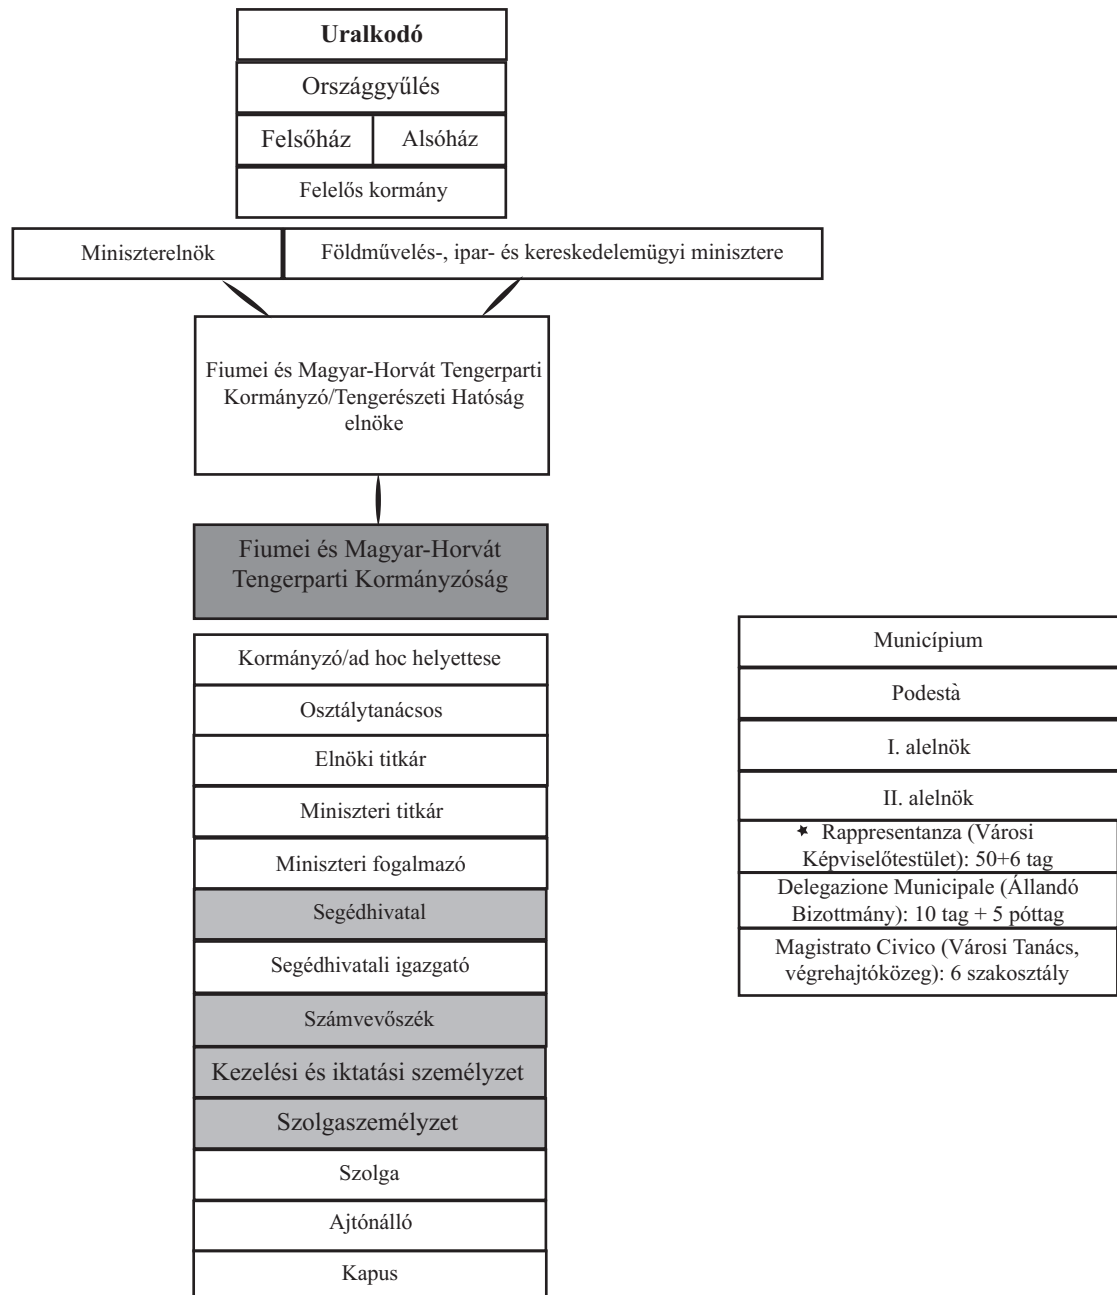 Uralkodó
Országgyűlés
Felsőház
Alsóház
Felelős kormány
Miniszterelnök
Földművelés-, ipar- és kereskedelemügyi minisztere
Fiumei és Magyar-Horvát Tengerparti
Kormányzó/Tengerészeti Hatóság
elnöke
Fiumei és Magyar-Horvát
Tengerparti Kormányzóság
Kormányzó/ad hoc helyettese
Osztálytanácsos
Elnöki titkár
Miniszteri titkár
Miniszteri fogalmazó
Segédhivatal
Segédhivatali igazgató
Számvevőszék
Kezelési és iktatási személyzet
Szolgaszemélyzet
Szolga
Ajtónálló
Kapus
Municípium
Podestà
I. alelnök
II. alelnök
★ Rappresentanza (Városi
Képviselőtestület): 50+6 tag
Delegazione Municipale (Állandó
Bizottmány): 10 tag + 5 póttag
Magistrato Civico (Városi Tanács,
végrehajtóközeg): 6 szakosztály